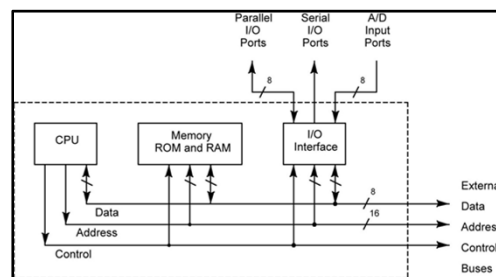 Parallel
I/O
Ports
Serial
I/O
Ports
A/D
Input
Ports
8
8
CPU
Memory
ROM and RAM
I/O
Interface
8
16
Data
Address
Control
External
Data
Address
Control
Buses